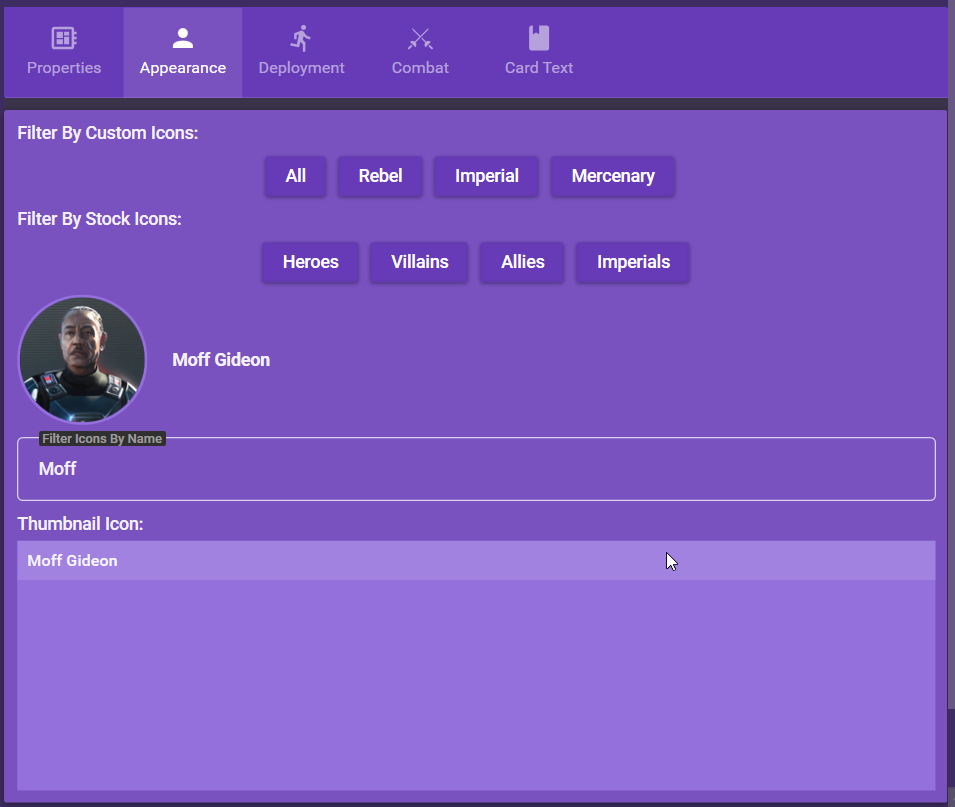 Properties Appearance Deployment Combat Card Text
Filter By Custom Icons:
All Rebel Imperial Mercenary
Filter By Stock Icons:
Heroes Villains Allies Imperials
Moff Gideon
Filter Icons By Name
Moff
Thumbnail Icon:
Moff Gideon